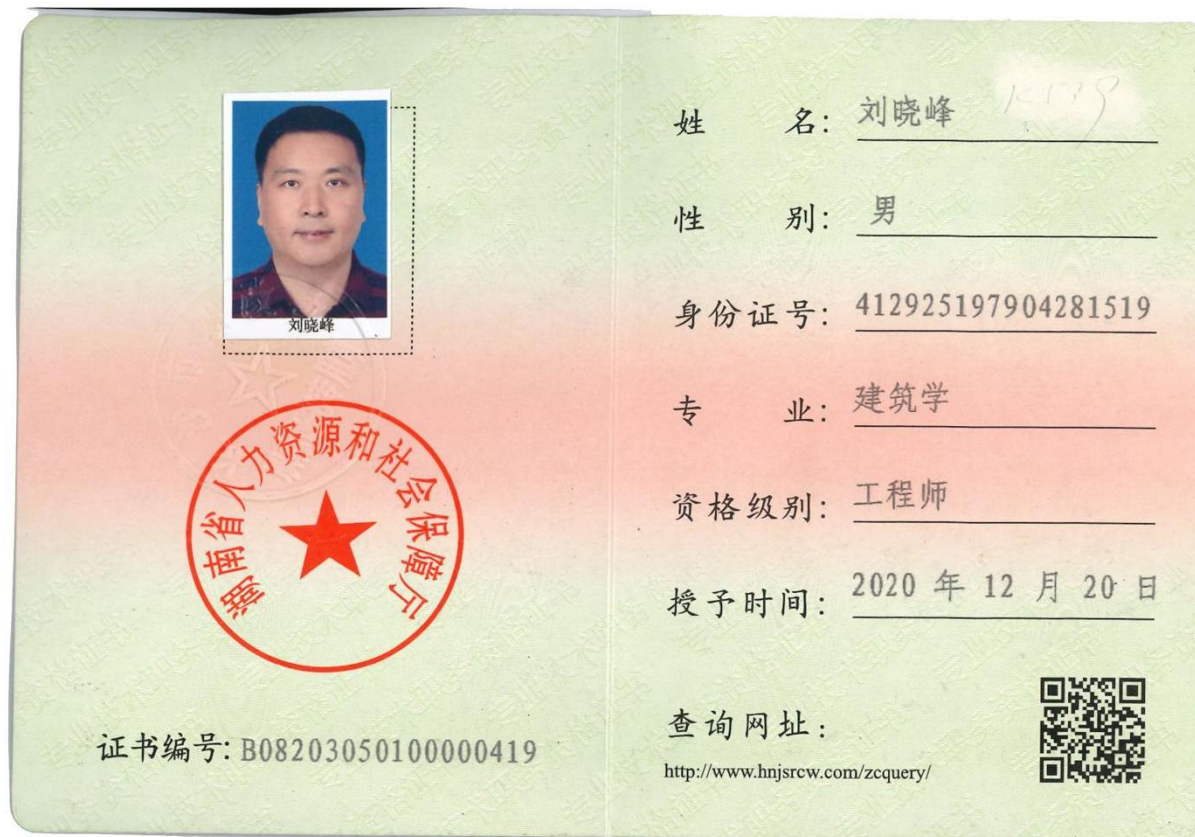 刘晓峰
湖南省人力资源和社会保障厅
证书编号: B08203050100000419
姓 名: 刘晓峰
性 别: 男
身份证号: 412925197904281519
专 业: 建筑学
资格级别: 工程师
授予时间: 2020 年 12 月 20 日
查询网址:
http://www.hnjsrcw.com/zcquery/